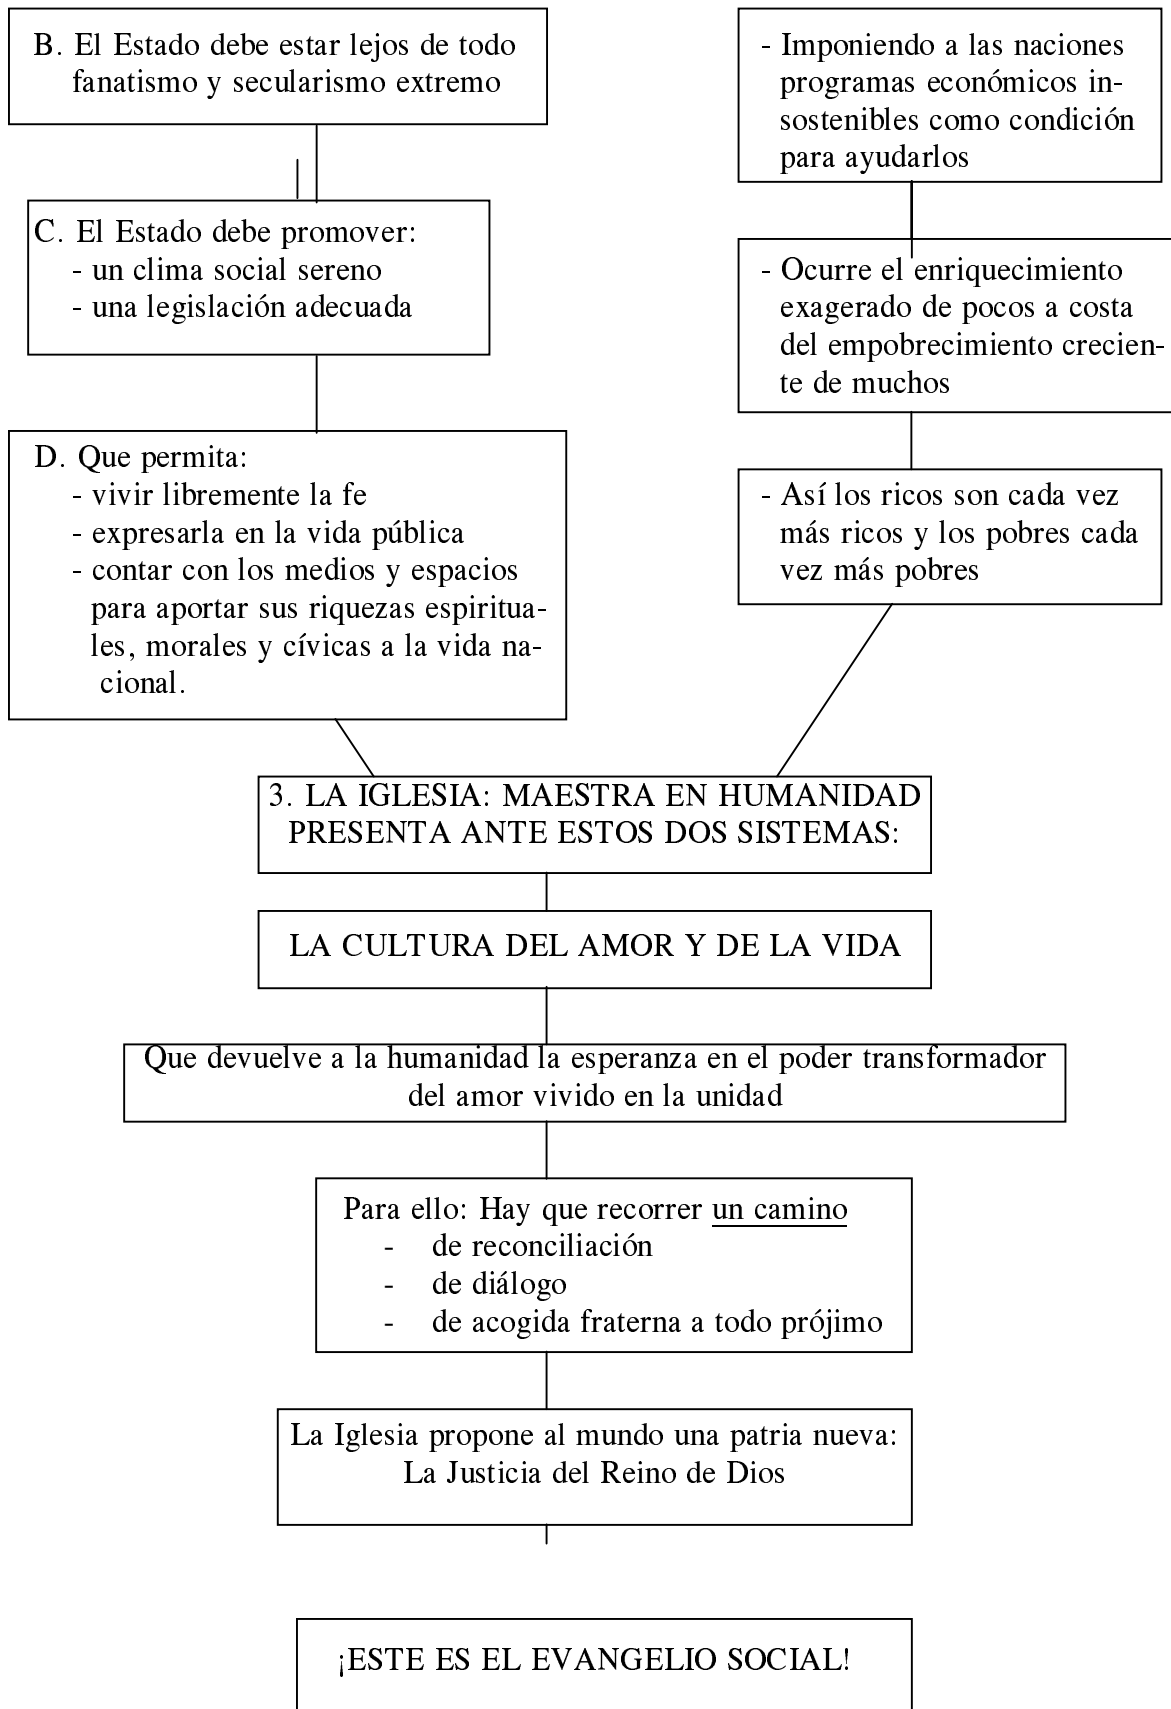 B. El Estado debe estar lejos de todo
fanatismo y secularismo extremo
C. El Estado debe promover:
- un clima social sereno
- una legislación adecuada
D. Que permita:
- vivir libremente la fe
- expresarla en la vida pública
- contar con los medios y espacios
para aportar sus riquezas espiritua-
les, morales y cívicas a la vida na-
cional.
- Imponiendo a las naciones
programas económicos in-
sostenibles como condición
para ayudarlos
- Ocurre el enriquecimiento
exagerado de pocos a costa
del empobrecimiento crecien-
te de muchos
- Así los ricos son cada vez
más ricos y los pobres cada
vez más pobres
3. LA IGLESIA: MAESTRA EN HUMANIDAD
PRESENTA ANTE ESTOS DOS SISTEMAS:
LA CULTURA DEL AMOR Y DE LA VIDA
Que devuelve a la humanidad la esperanza en el poder transformador
del amor vivido en la unidad
Para ello: Hay que recorrer un camino
- de reconciliación
- de diálogo
- de acogida fraterna a todo prójimo
La Iglesia propone al mundo una patria nueva:
La Justicia del Reino de Dios
¡ESTE ES EL EVANGELIO SOCIAL!